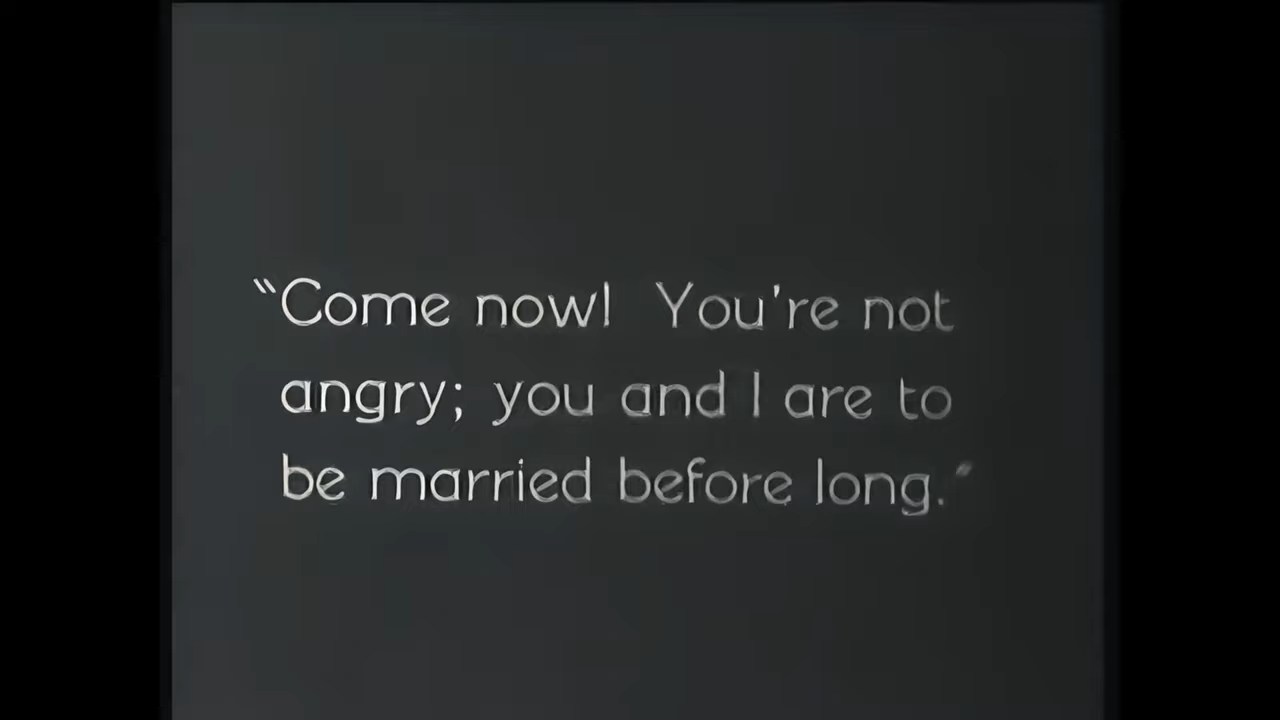 “Come now! You're not
angry; you and I are to
be married before long.”